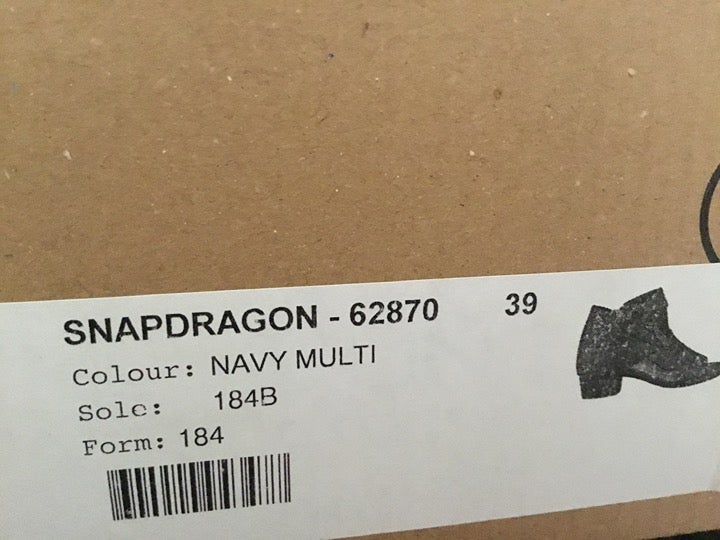 SNAPDRAGON - 62870 39
Colour: NAVY MULTI
Sole: 184B
Form: 184